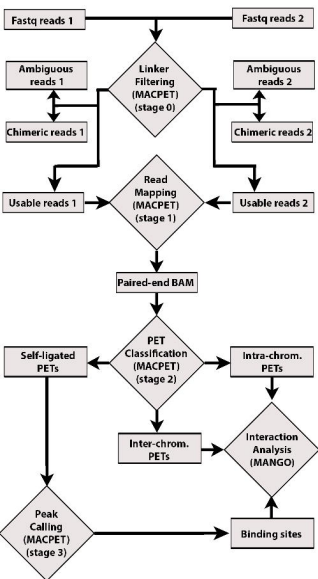 Fastq reads 1
Fastq reads 2
Linker
Filtering
(MACPET)
(stage 0)
Ambiguous
reads 1
Ambiguous
reads 2
Chimeric reads 1
Chimeric reads 2
Usable reads 1
Read
Mapping
(MACPET)
(stage 1)
Usable reads 2
Paired-end BAM
PET
Classification
(MACPET)
(stage 2)
Self-ligated
PETs
Intra-chrom.
PETs
Inter-chrom.
PETs
Interaction
Analysis
(MANGO)
Peak
Calling
(MACPET)
(stage 3)
Binding sites